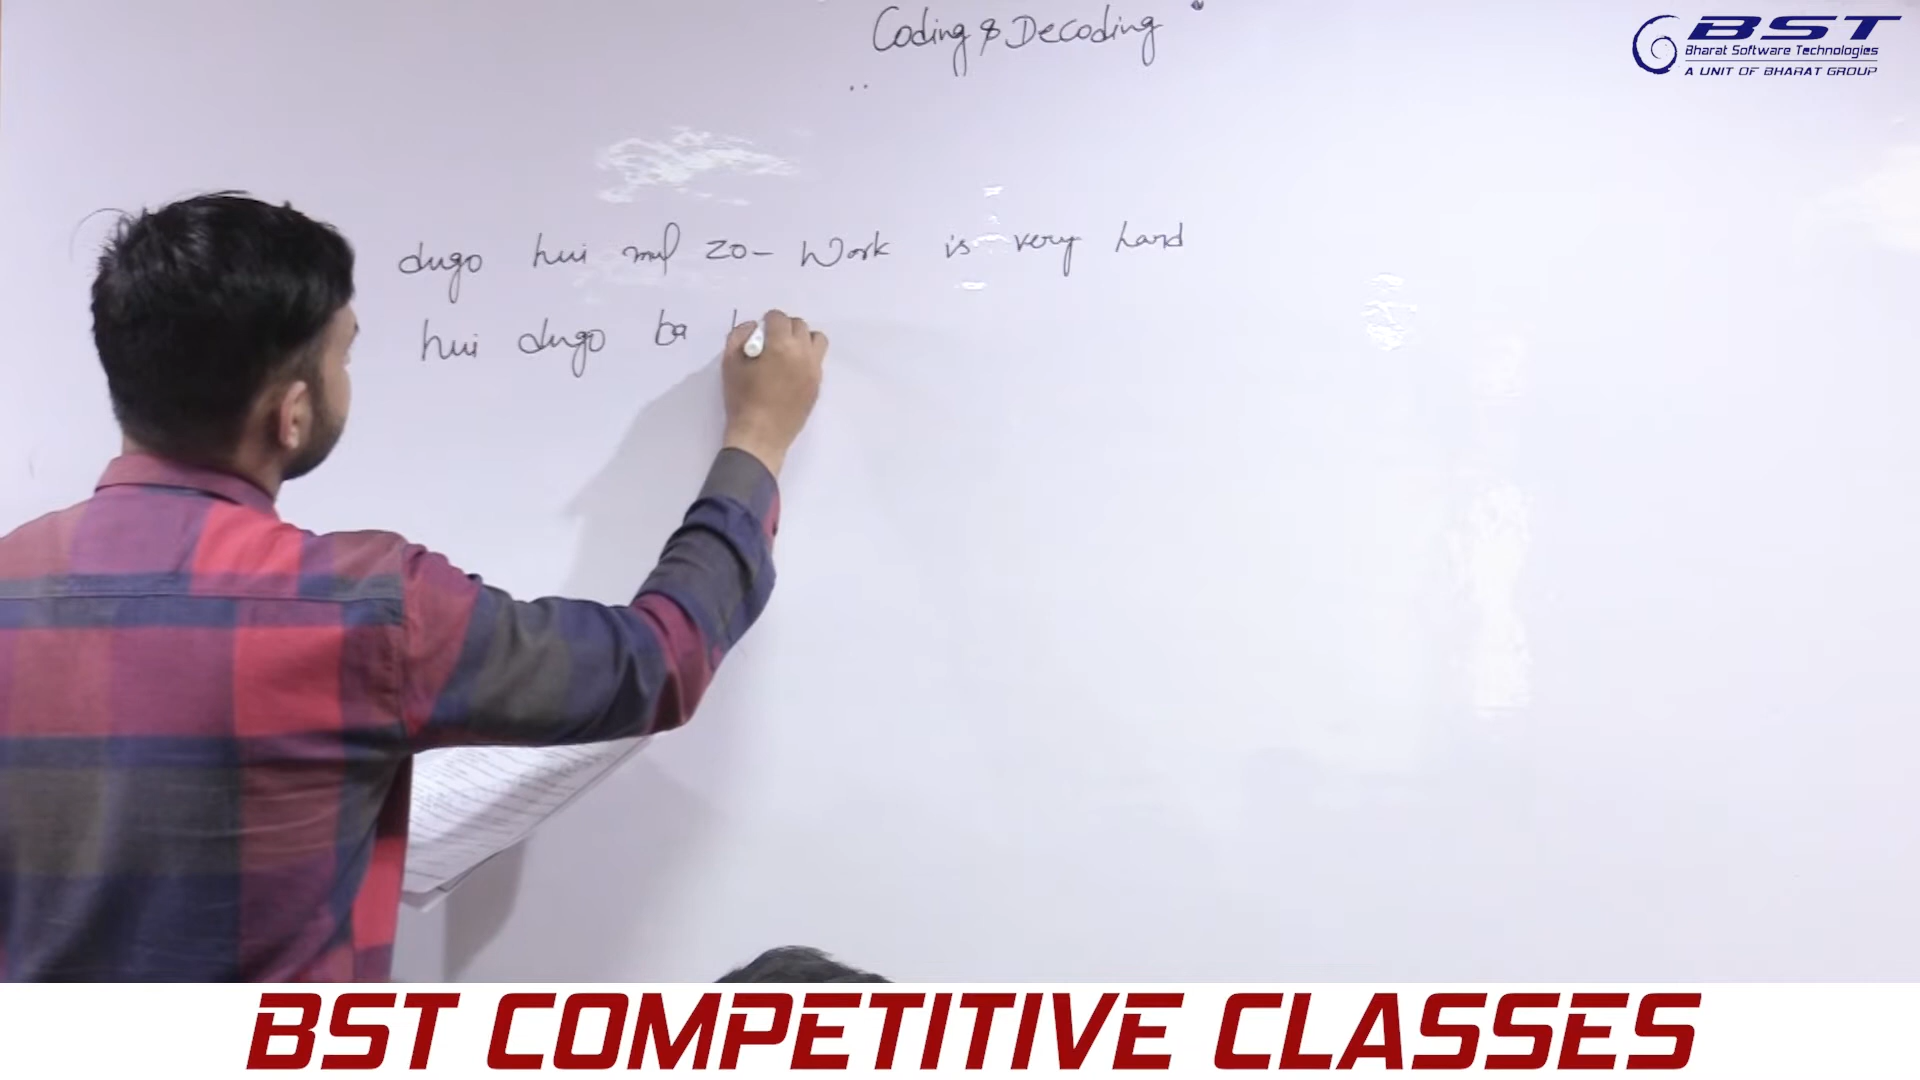 Coding & Decoding
BST
Bharat Software Technologies
A UNIT OF BHARAT GROUP
dugo hui mul zo - Work is very hard
hui dugo ba
BST COMPETITIVE CLASSES